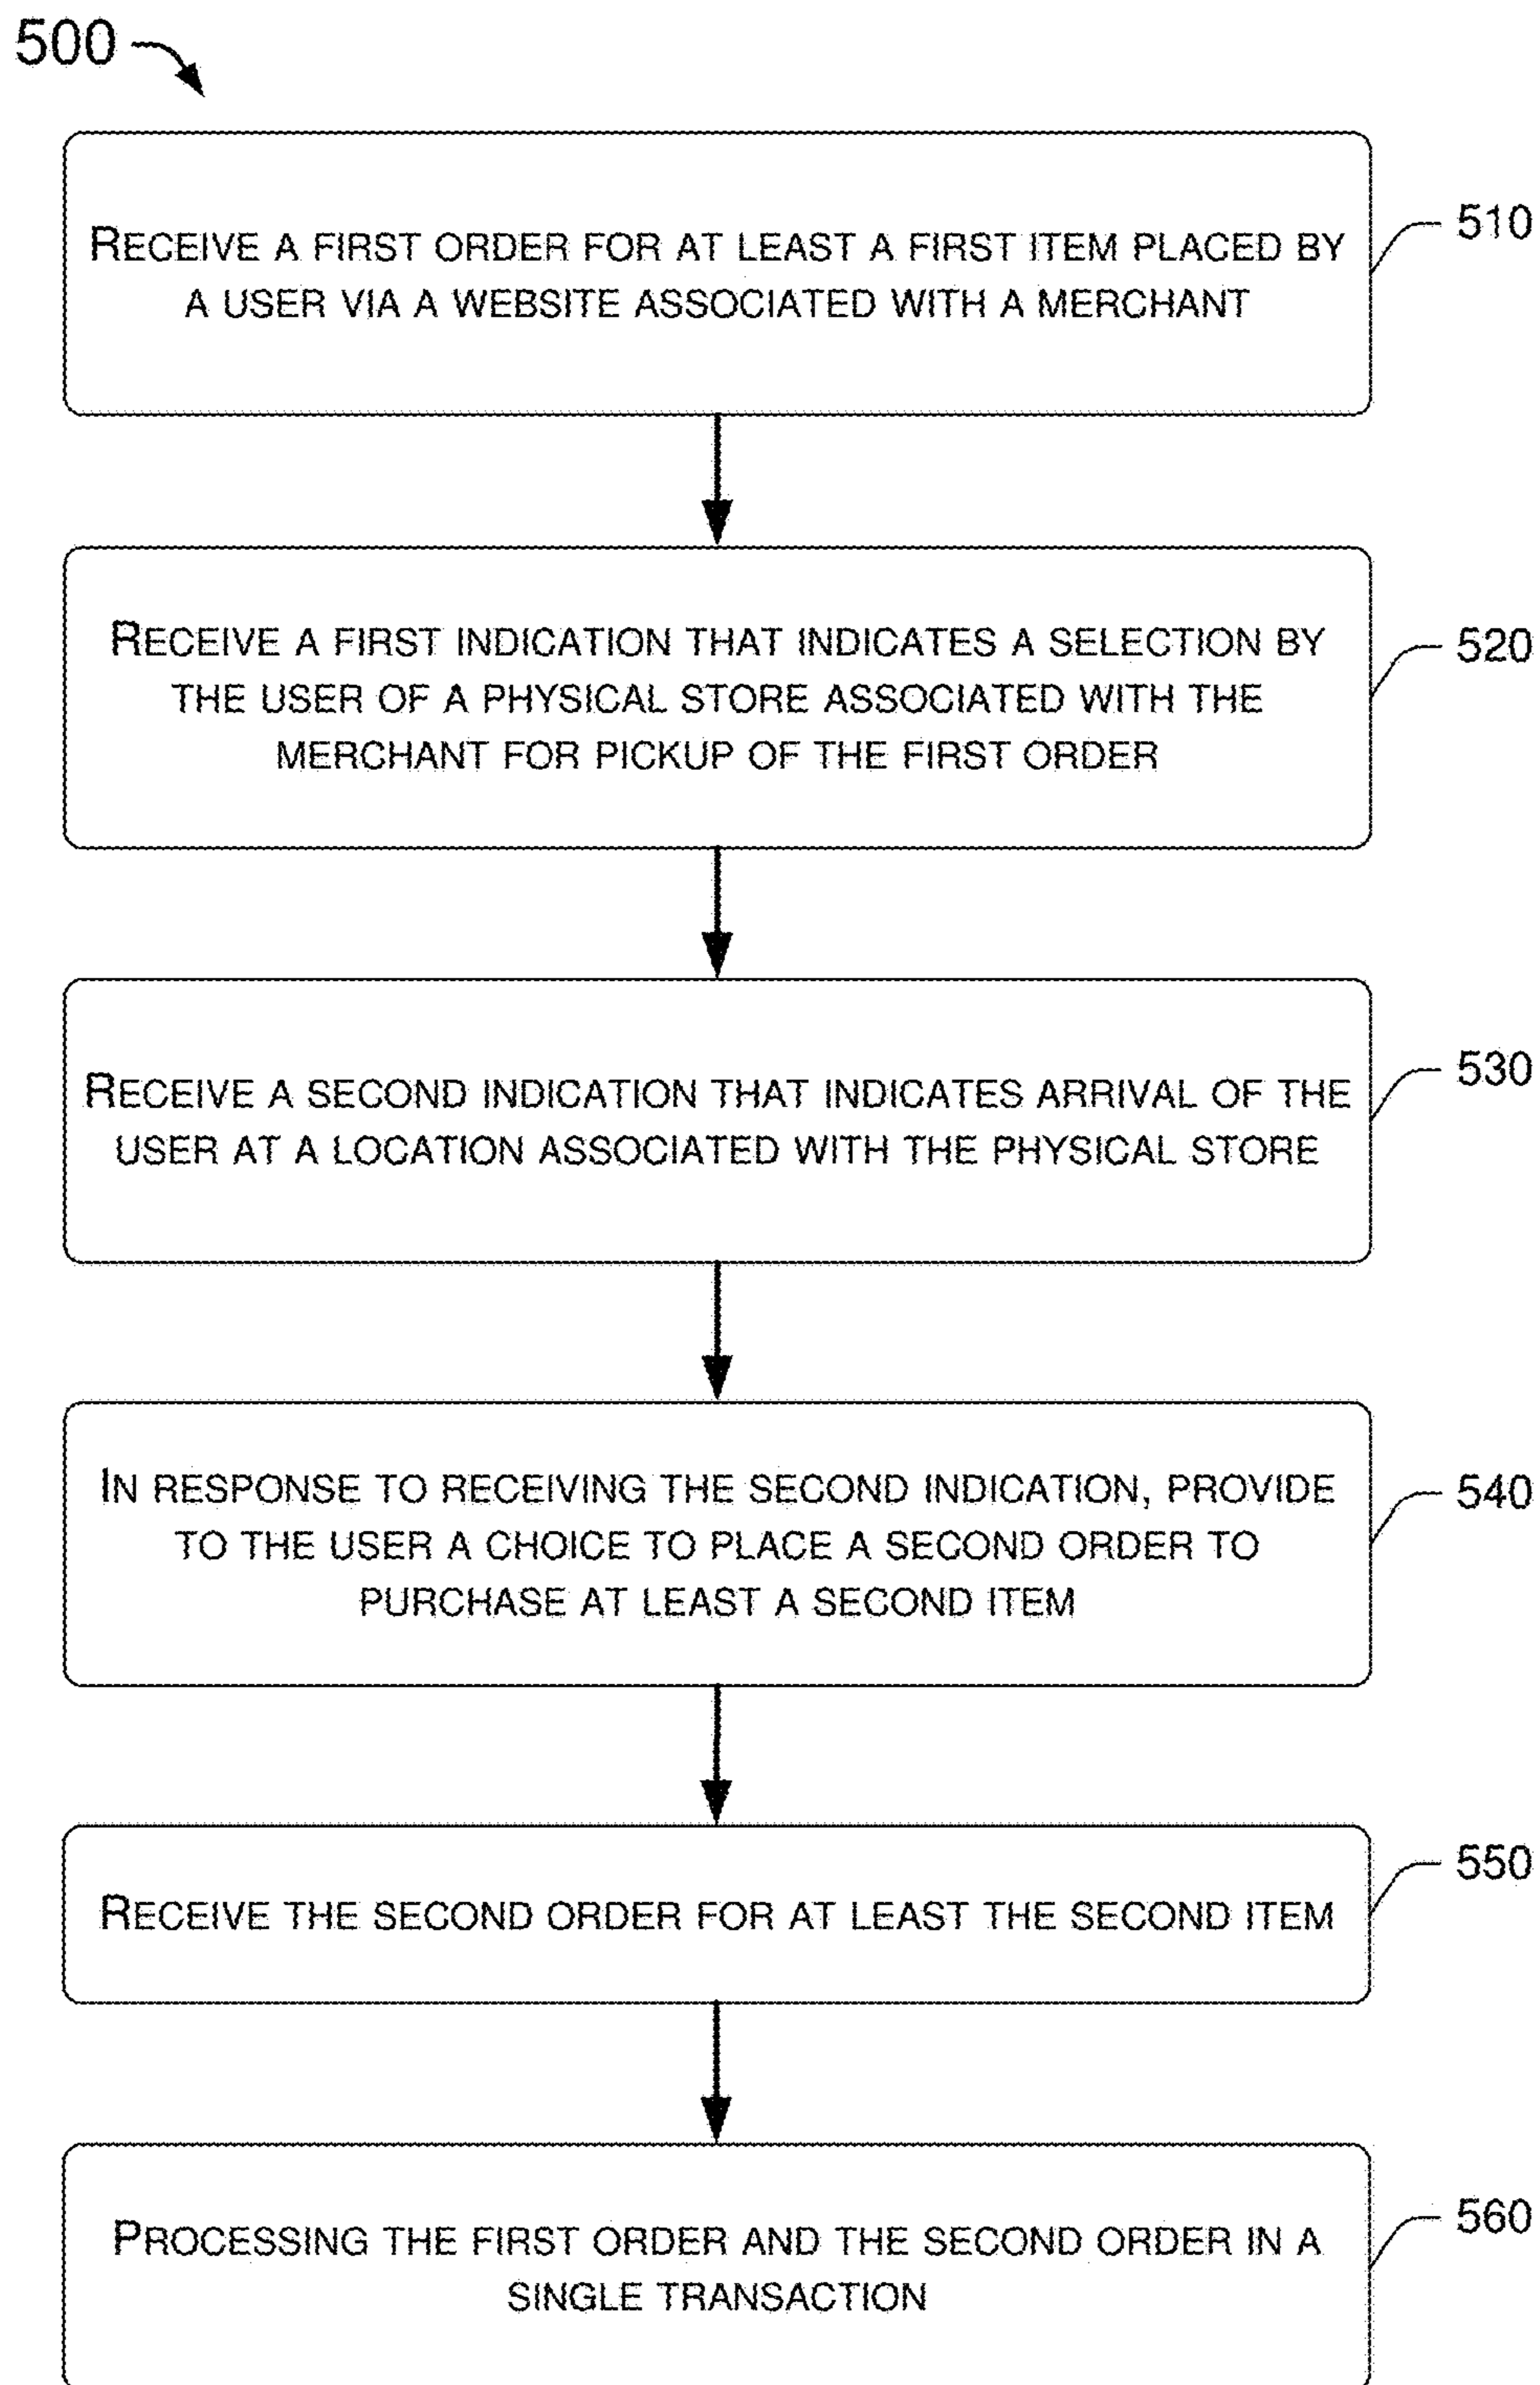 500
RECEIVE A FIRST ORDER FOR AT LEAST A FIRST ITEM PLACED BY
A USER VIA A WEBSITE ASSOCIATED WITH A MERCHANT
510
RECEIVE A FIRST INDICATION THAT INDICATES A SELECTION BY
THE USER OF A PHYSICAL STORE ASSOCIATED WITH THE
MERCHANT FOR PICKUP OF THE FIRST ORDER
520
RECEIVE A SECOND INDICATION THAT INDICATES ARRIVAL OF THE
USER AT A LOCATION ASSOCIATED WITH THE PHYSICAL STORE
530
IN RESPONSE TO RECEIVING THE SECOND INDICATION, PROVIDE
TO THE USER A CHOICE TO PLACE A SECOND ORDER TO
PURCHASE AT LEAST A SECOND ITEM
540
RECEIVE THE SECOND ORDER FOR AT LEAST THE SECOND ITEM
550
PROCESSING THE FIRST ORDER AND THE SECOND ORDER IN A
SINGLE TRANSACTION
560